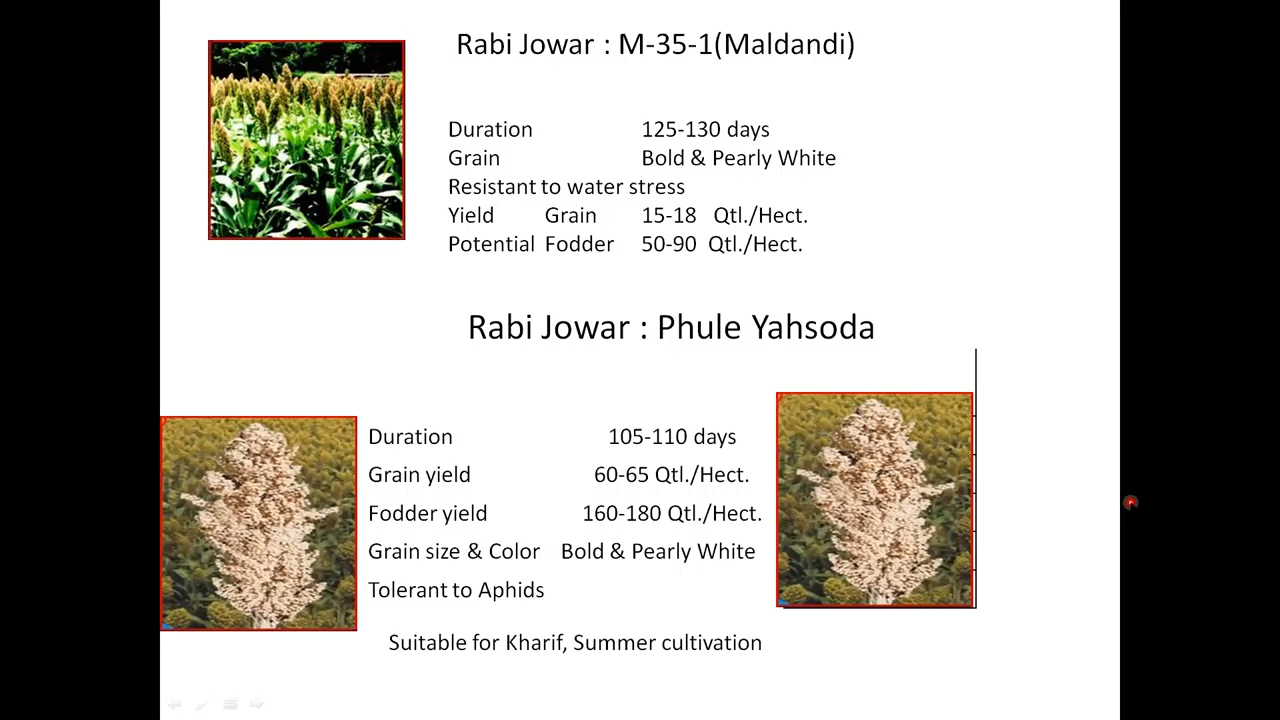 Rabi Jowar : M-35-1(Maldandi)
Duration 125-130 days
Grain Bold & Pearly White
Resistant to water stress
Yield Grain 15-18 Qtl./Hect.
Potential Fodder 50-90 Qtl./Hect.
Rabi Jowar : Phule Yahsoda
Duration 105-110 days
Grain yield 60-65 Qtl./Hect.
Fodder yield 160-180 Qtl./Hect.
Grain size & Color Bold & Pearly White
Tolerant to Aphids
Suitable for Kharif, Summer cultivation